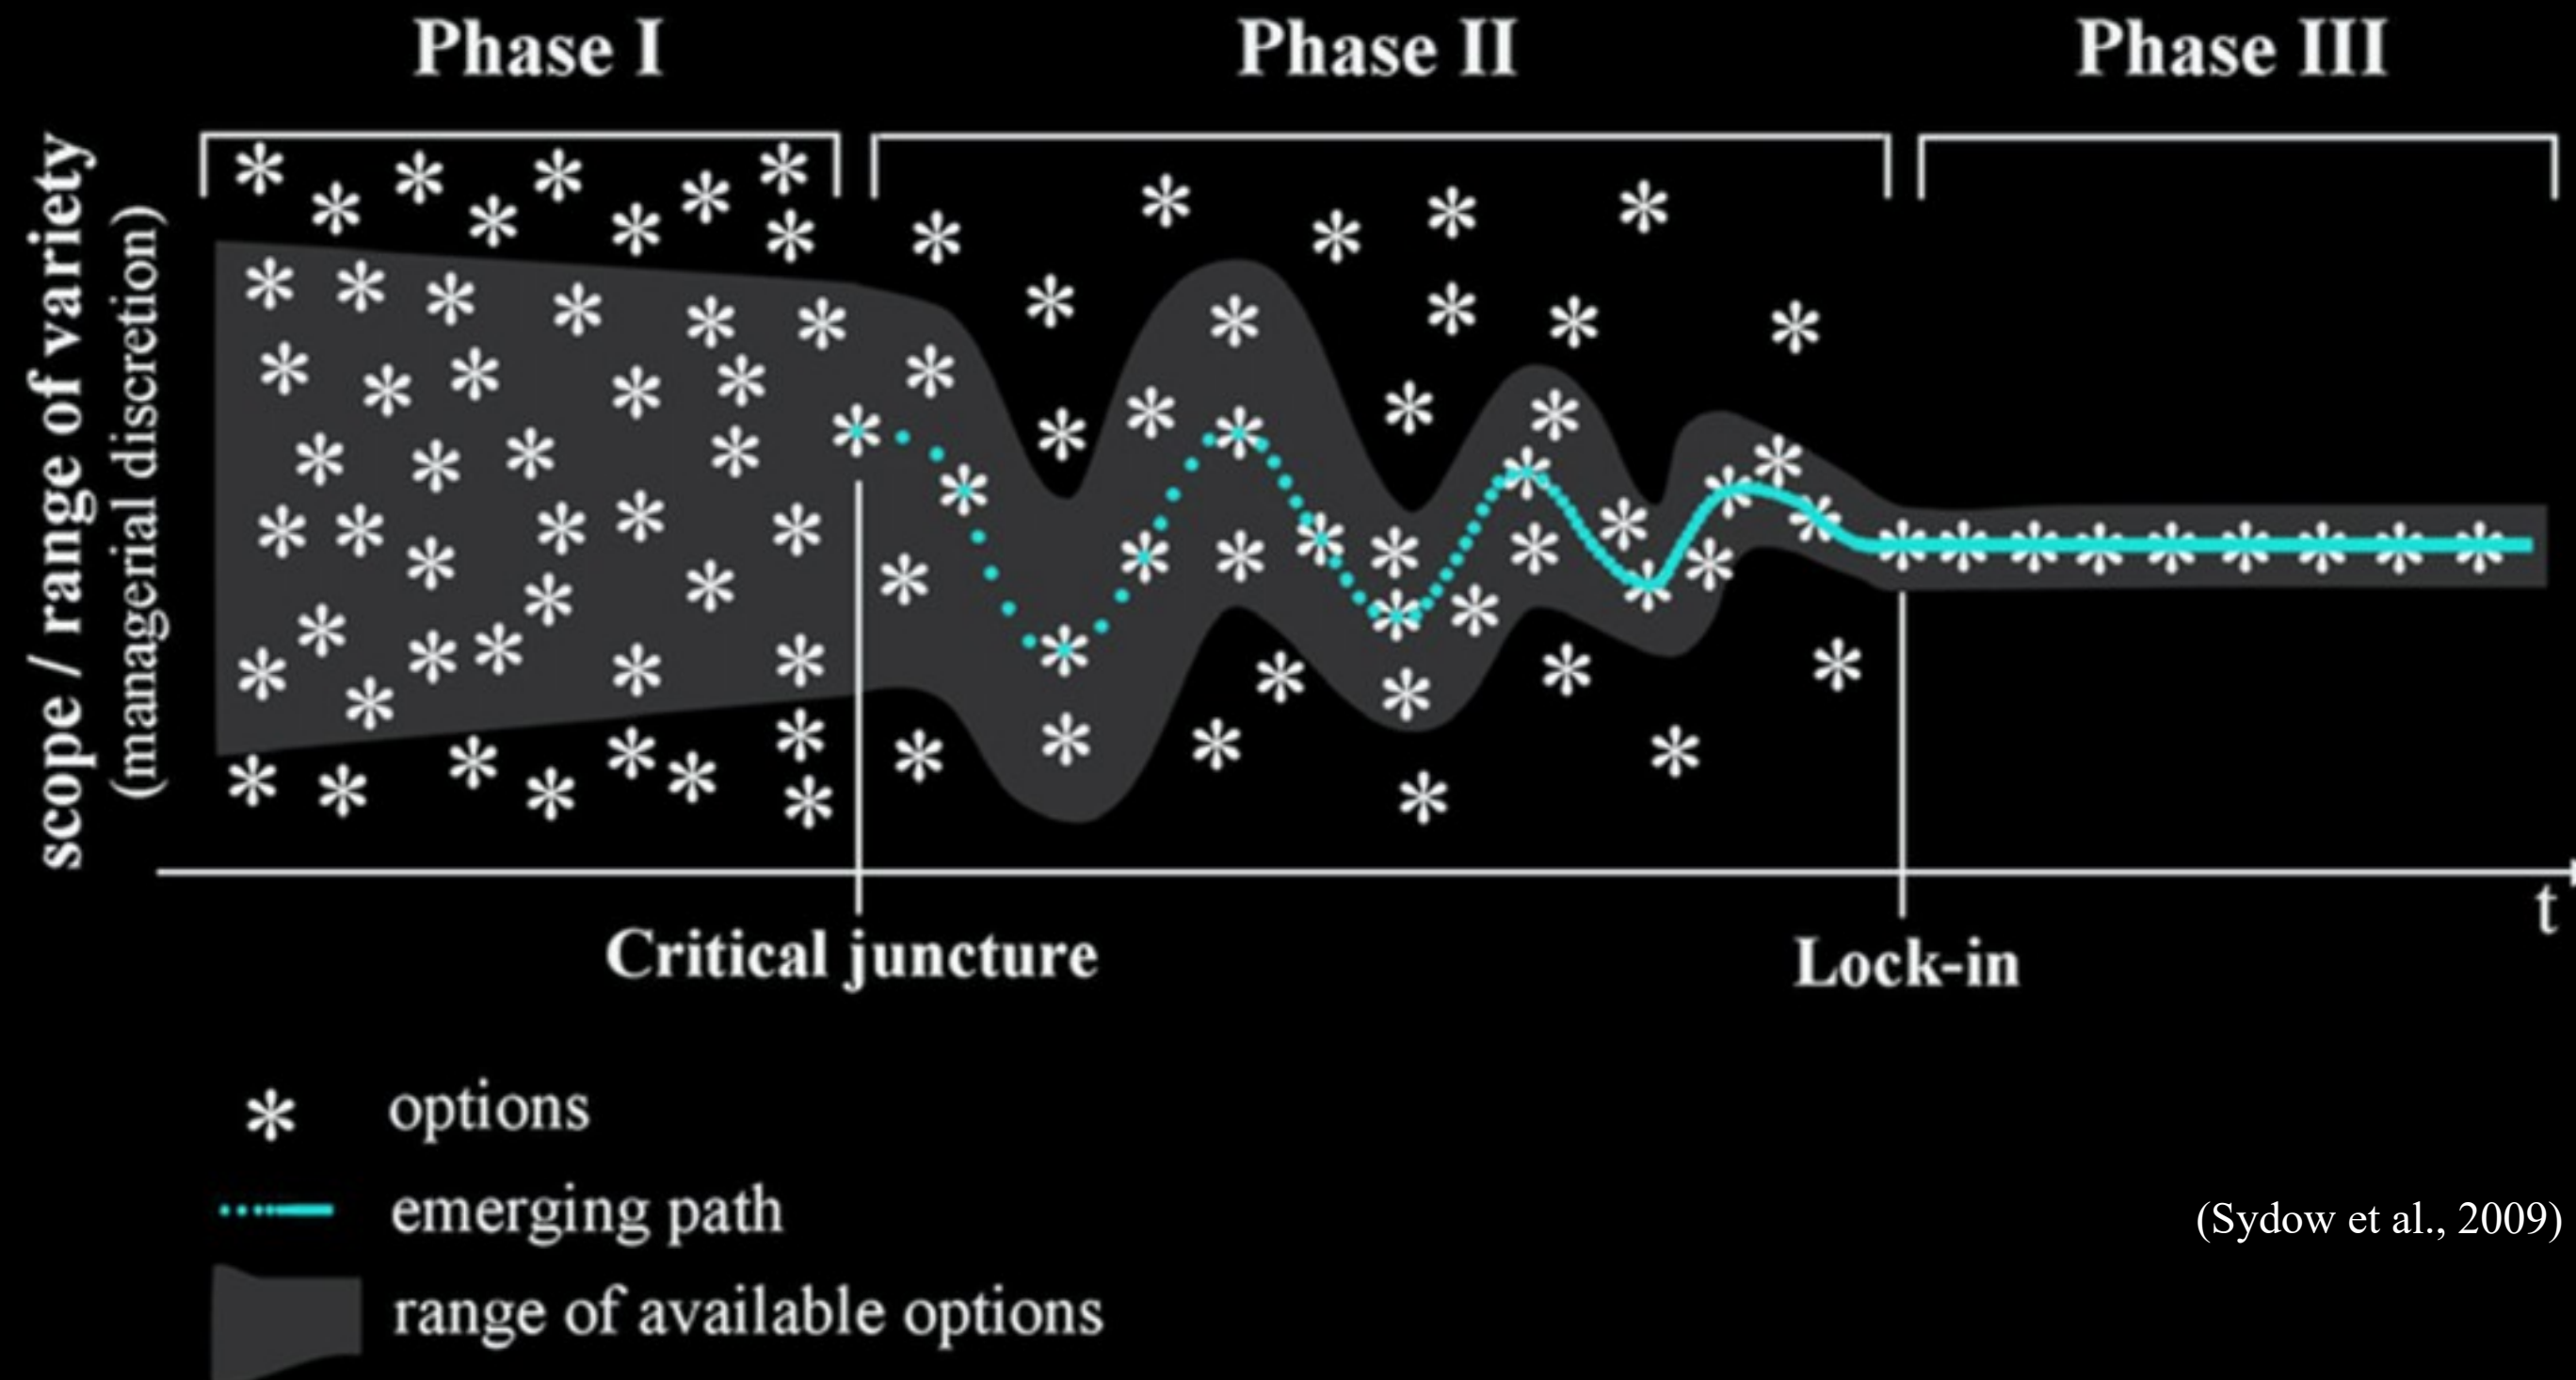 Phase I
Phase II
Phase III
scope / range of variety
(managerial discretion)
t
Critical juncture
Lock-in
options
emerging path
range of available options
(Sydow et al., 2009)